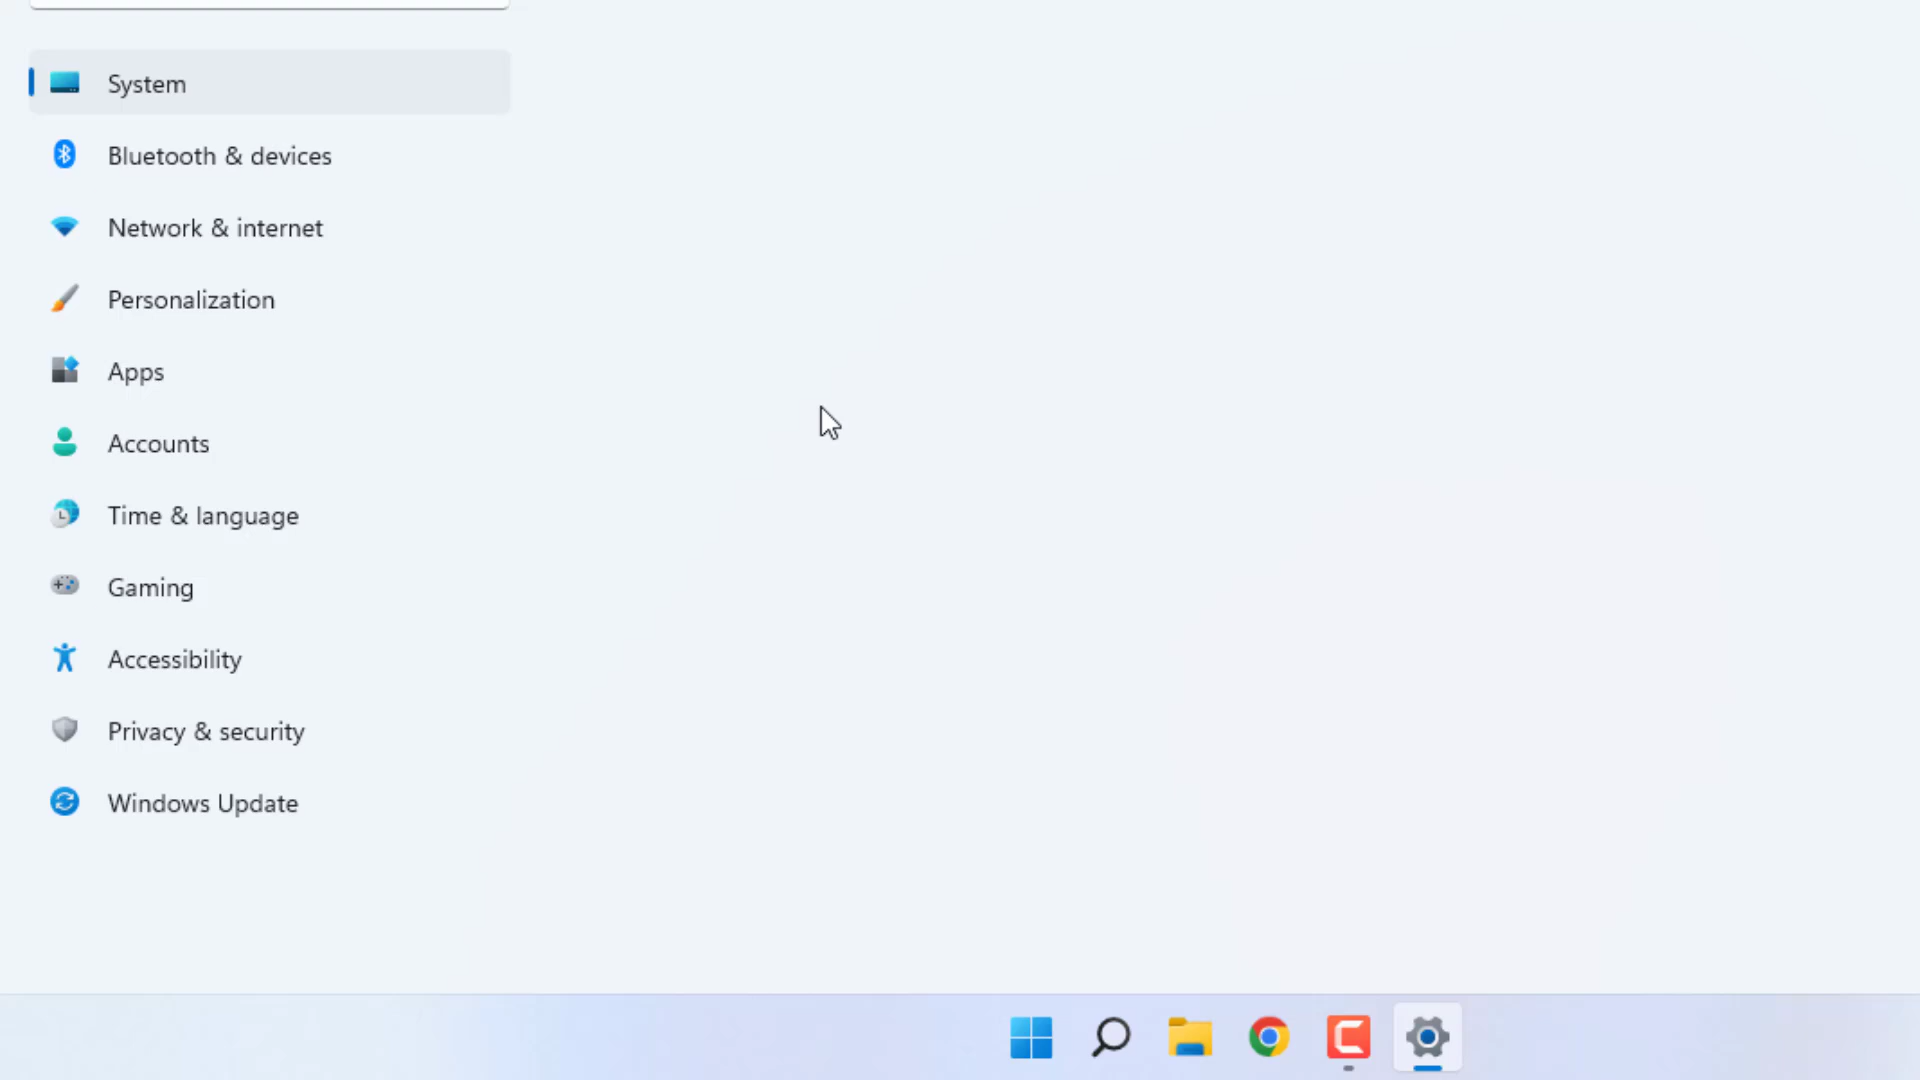 System
Bluetooth & devices
Network & internet
Personalization
Apps
Accounts
Time & language
Gaming
Accessibility
Privacy & security
Windows Update